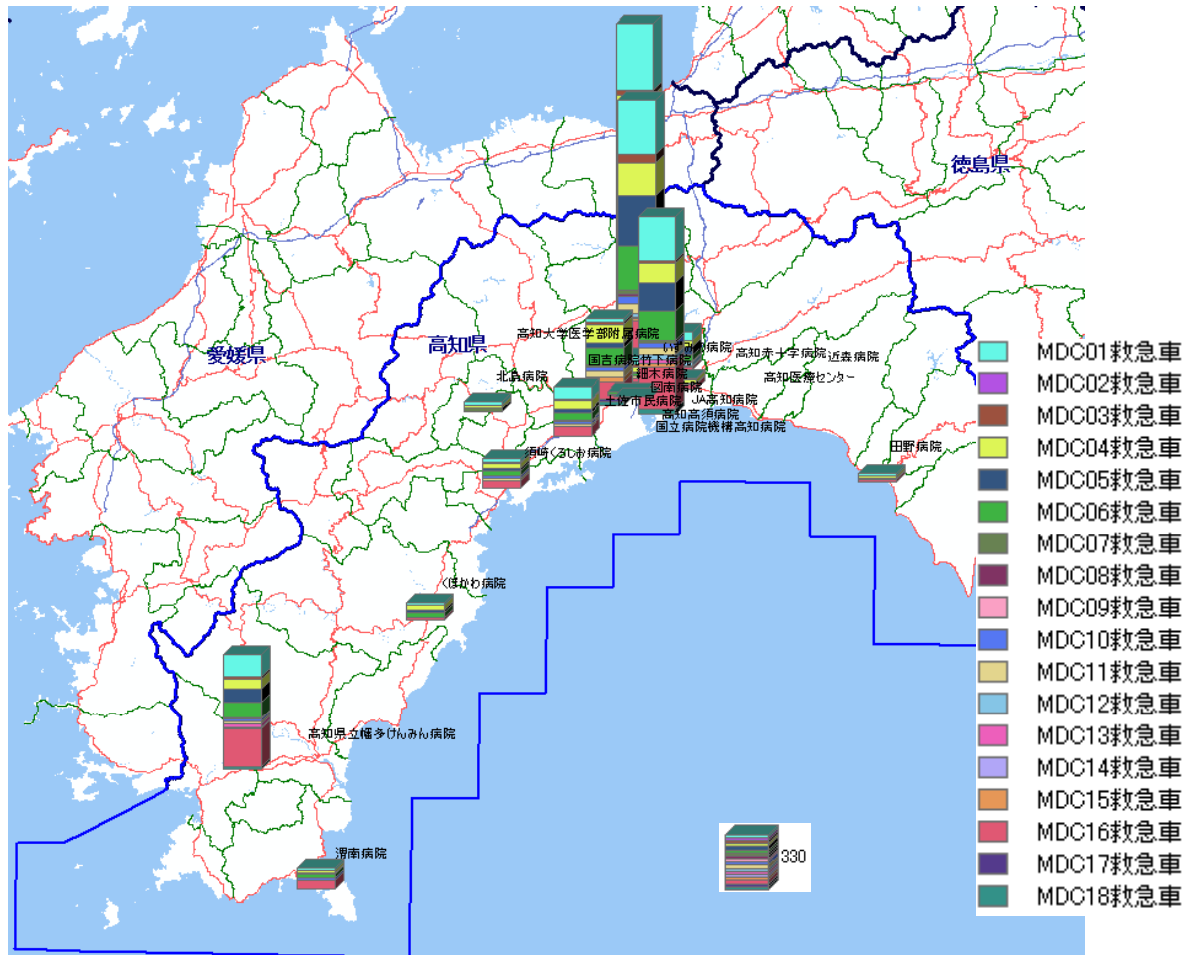 徳島県
愛媛県
高知県
高知大学医学部附属病院
高知赤十字病院
近森病院
国吉病院
竹下病院
細木病院
高知医療センター
北島病院
図南病院
土佐市民病院
JA高知病院
高知高須病院
国立病院機構高知病院
田野病院
須崎くろしお病院
くぼかわ病院
高知県立幡多けんみん病院
渭南病院
330
MDC01救急車
MDC02救急車
MDC03救急車
MDC04救急車
MDC05救急車
MDC06救急車
MDC07救急車
MDC08救急車
MDC09救急車
MDC10救急車
MDC11救急車
MDC12救急車
MDC13救急車
MDC14救急車
MDC15救急車
MDC16救急車
MDC17救急車
MDC18救急車